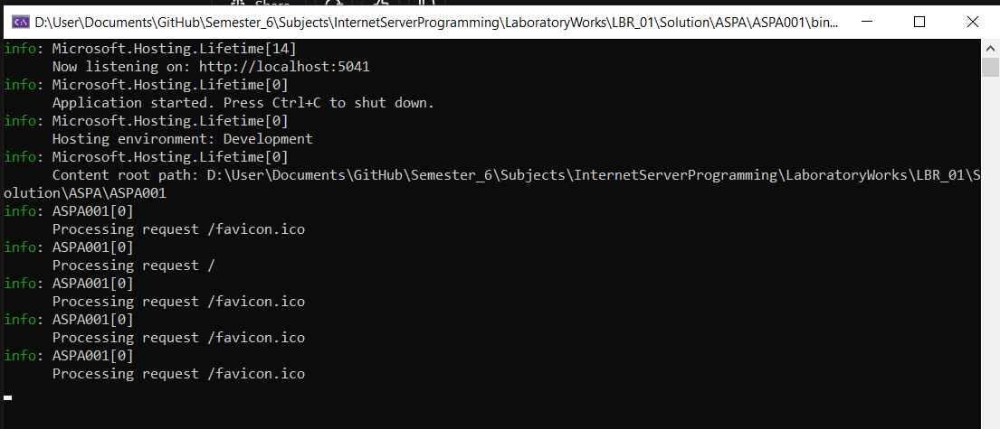 Share
D:\User\Documents\GitHub\Semester_6\Subjects\InternetServerProgramming\LaboratoryWorks\LBR_01\Solution\ASPA\ASPA001\bin...
info: Microsoft.Hosting.Lifetime[14]
      Now listening on: http://localhost:5041
info: Microsoft.Hosting.Lifetime[0]
      Application started. Press Ctrl+C to shut down.
info: Microsoft.Hosting.Lifetime[0]
      Hosting environment: Development
info: Microsoft.Hosting.Lifetime[0]
      Content root path: D:\User\Documents\GitHub\Semester_6\Subjects\InternetServerProgramming\LaboratoryWorks\LBR_01\S
olution\ASPA\ASPA001
info: ASPA001[0]
      Processing request /favicon.ico
info: ASPA001[0]
      Processing request /
info: ASPA001[0]
      Processing request /favicon.ico
info: ASPA001[0]
      Processing request /favicon.ico
info: ASPA001[0]
      Processing request /favicon.ico